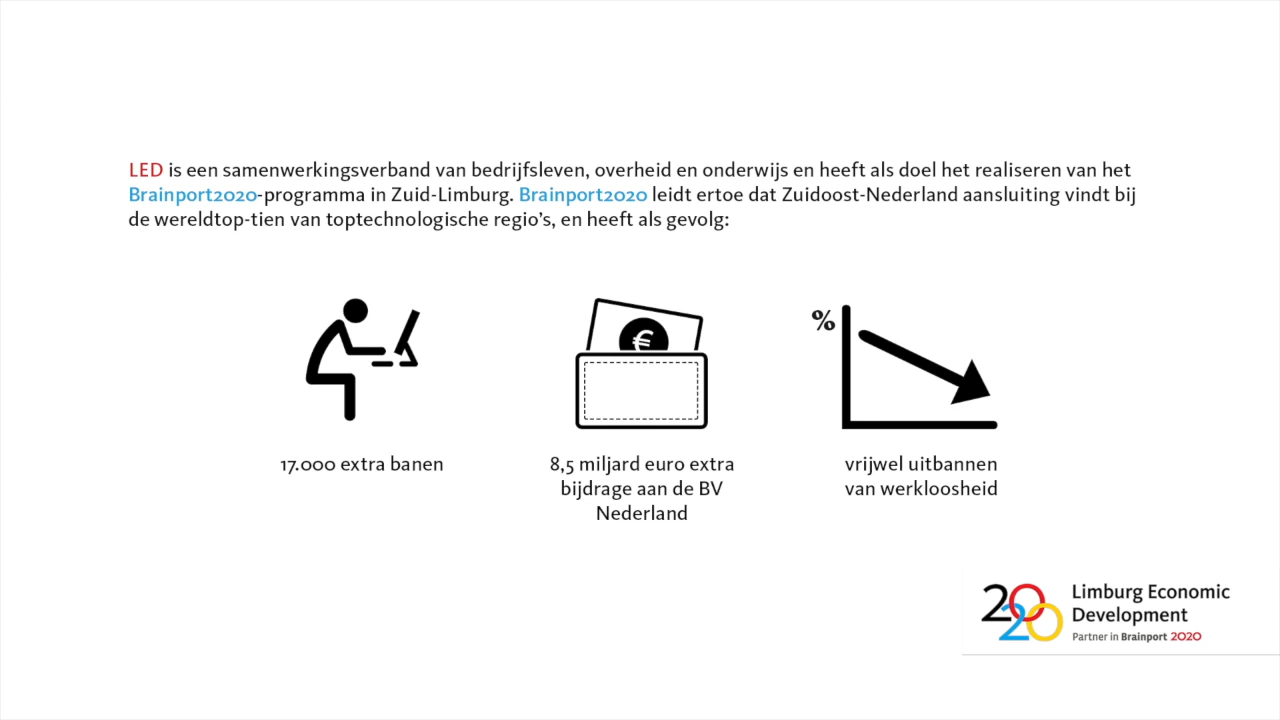 LED is een samenwerkingsverband van bedrijfsleven, overheid en onderwijs en heeft als doel het realiseren van het
Brainport2020-programma in Zuid-Limburg. Brainport2020 leidt ertoe dat Zuidoost-Nederland aansluiting vindt bij
de wereldtop-tien van toptechnologische regio's, en heeft als gevolg:
€
%
17.000 extra banen
8,5 miljard euro extra
bijdrage aan de BV
Nederland
vrijwel uitbannen
van werkloosheid
2020
Limburg Economic
Development
Partner in Brainport 2020